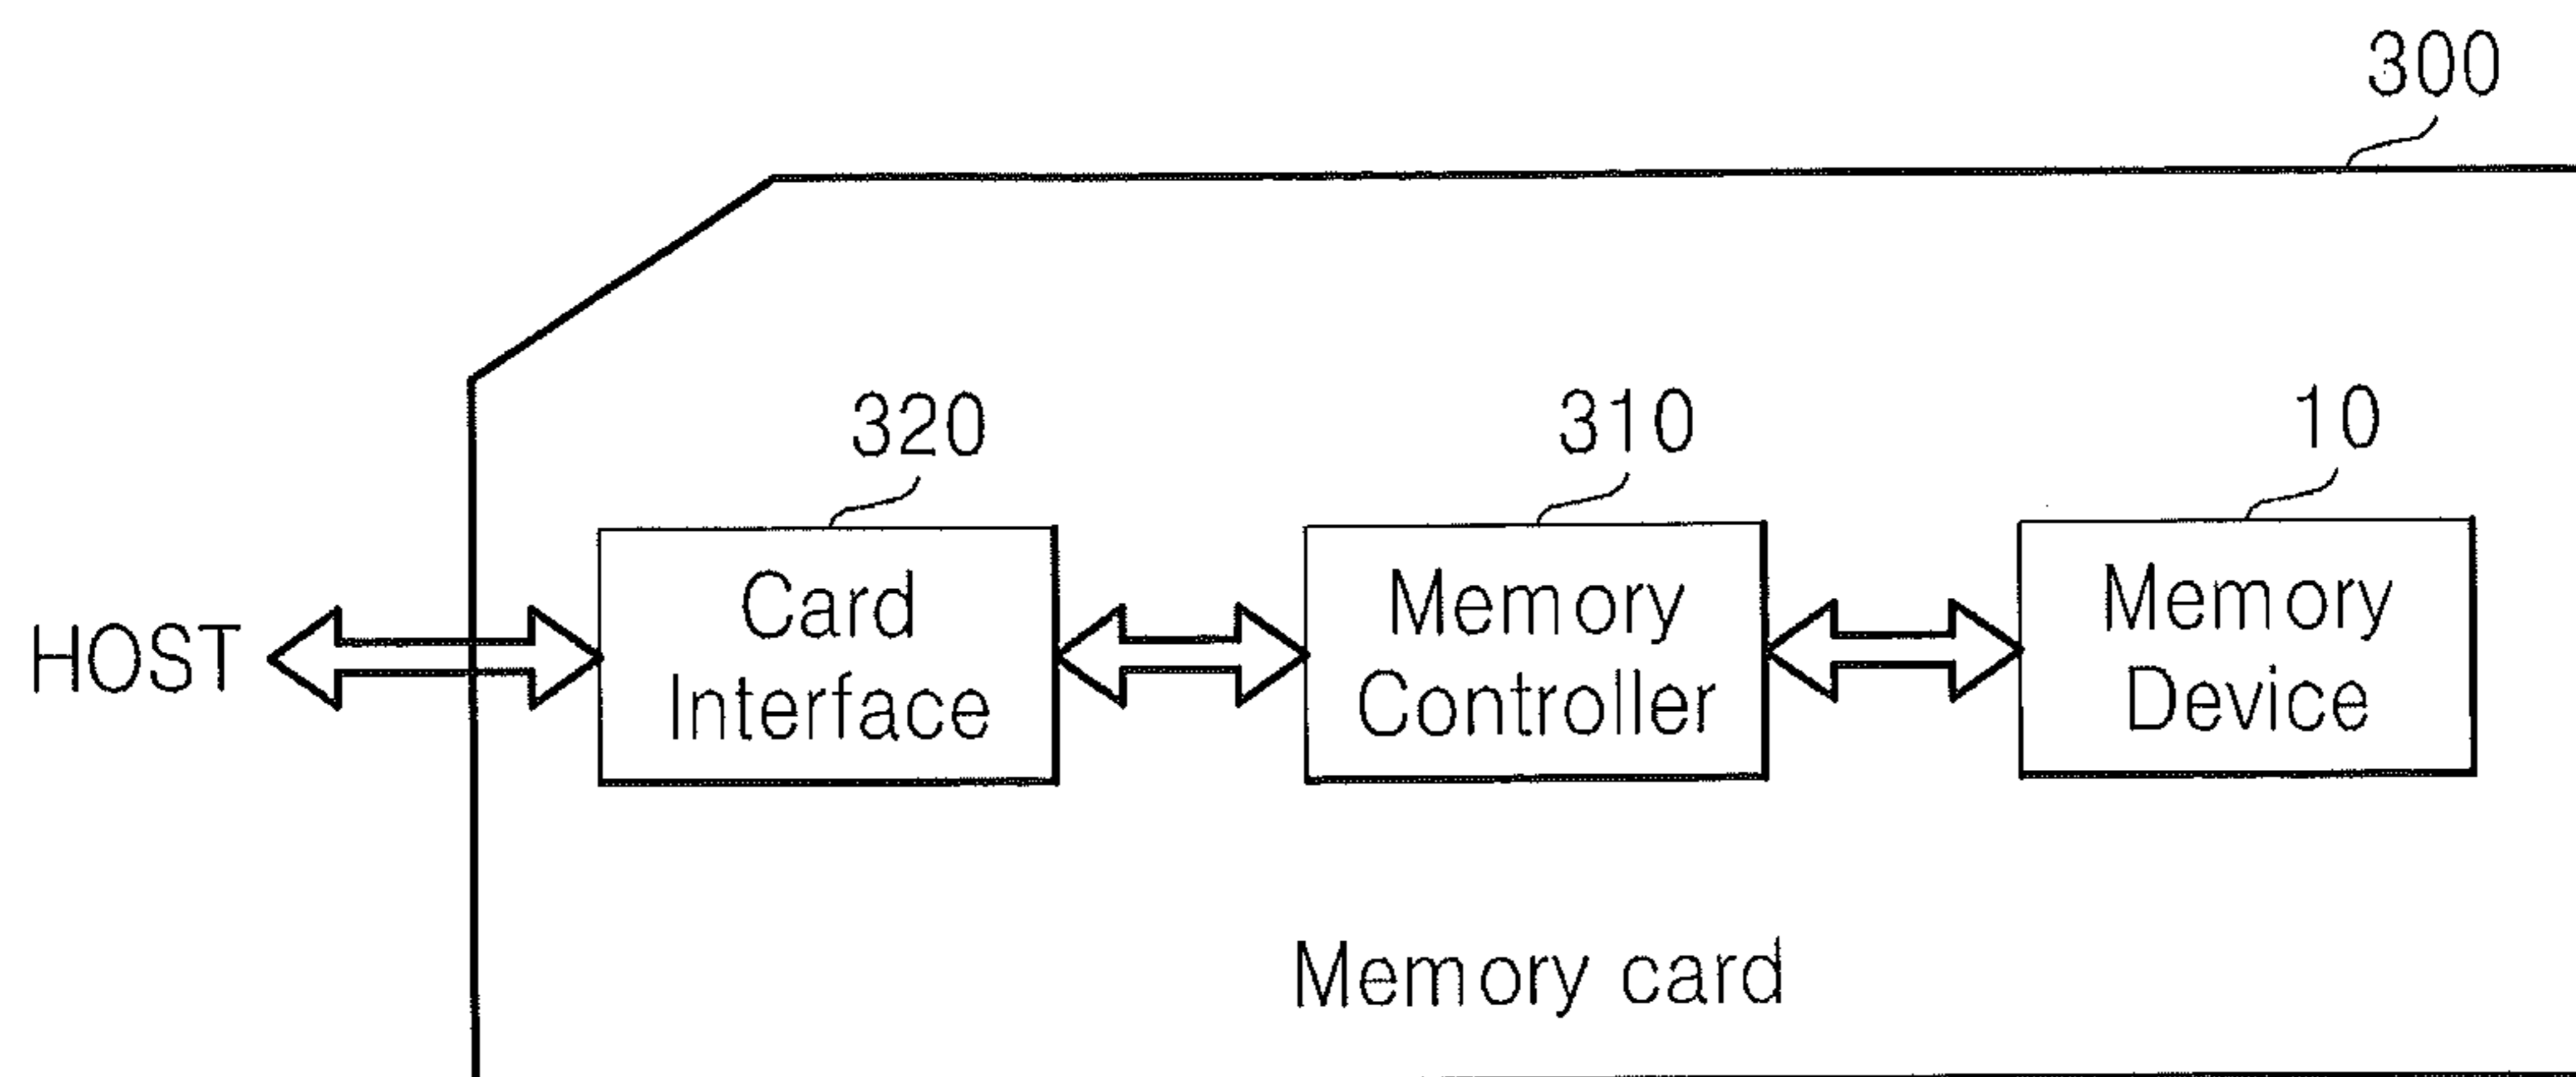 300
320
310
10
HOST
Card
Interface
Memory
Controller
Memory
Device
Memory card